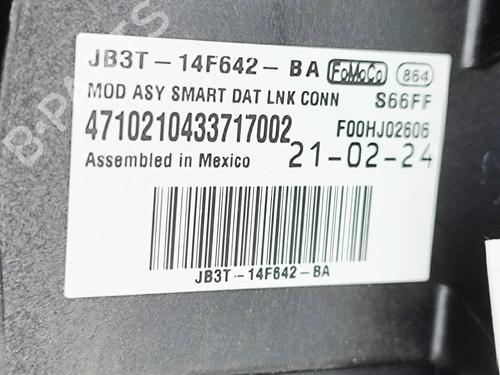 JB3T-14F642-BA FoMoCo 864
MOD ASY SMART DAT LNK CONN S66FF
4710210433717002 F00HJ02606
Assembled in Mexico 21-02-24
JB3T-14F642-BA
B-PARTS